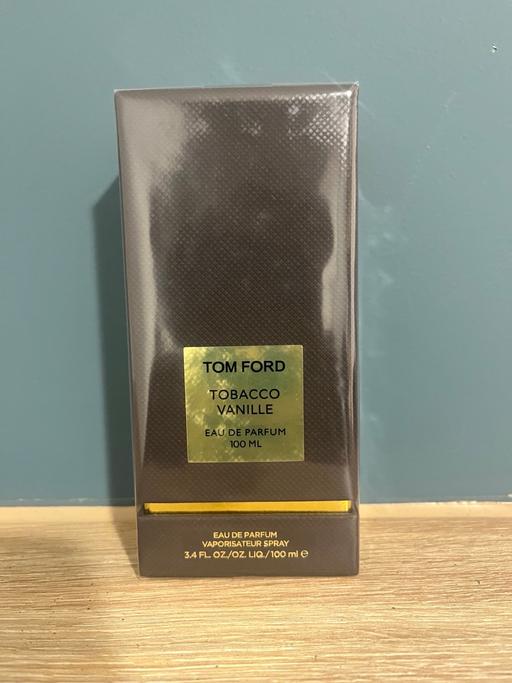 TOM FORD
TOBACCO
VANILLE
EAU DE PARFUM
100 ML
EAU DE PARFUM
VAPORISATEUR SPRAY
3.4 FL. OZ./OZ. LIQ./100 ml ℮